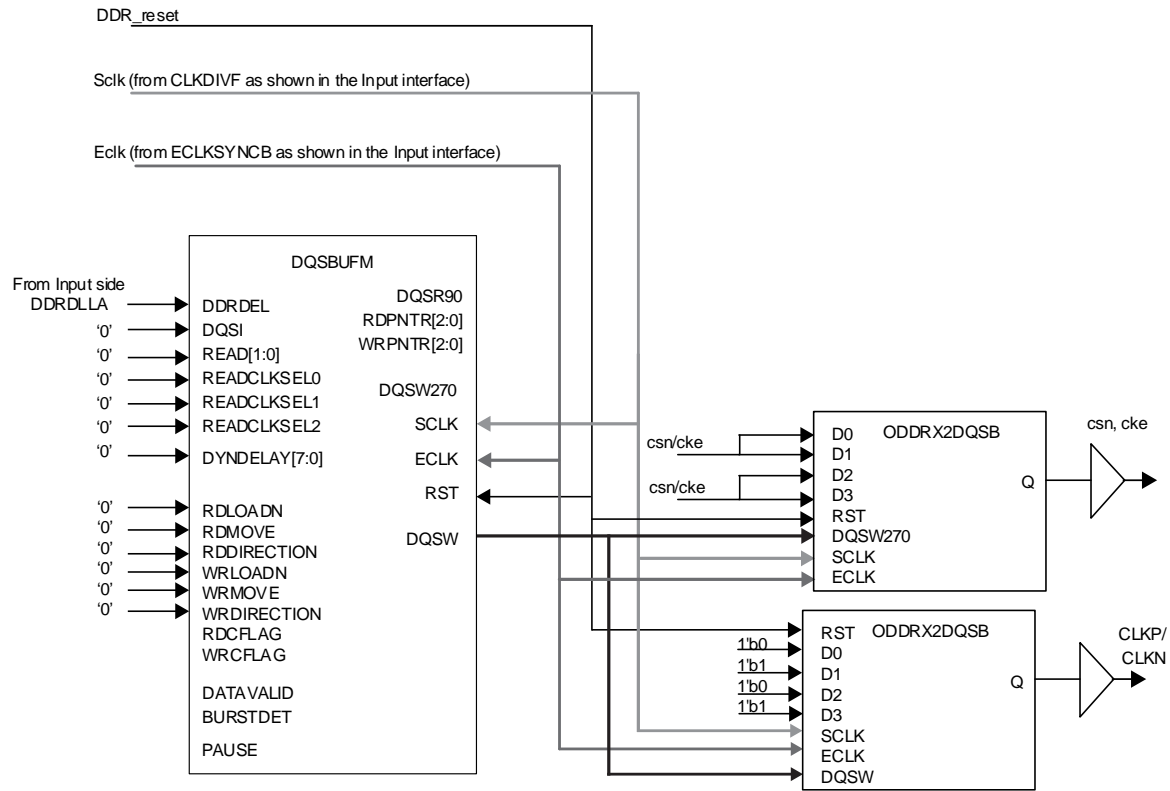 DDR_reset
Sclk (from CLKDIVF as shown in the Input interface)
Eclk (from ECLKSYNCB as shown in the Input interface)
DQSBUFM
From Input side
DDRDLLA
'0'
'0'
'0'
'0'
'0'
'0'
'0'
'0'
'0'
'0'
'0'
'0'
DDRDEL
DQSI
READ[1:0]
READCLKSEL0
READCLKSEL1
READCLKSEL2
DYNDELAY[7:0]
RDLOADN
RDMOVE
RDDIRECTION
WRLOADN
WRMOVE
WRDIRECTION
RDCFLAG
WRCFLAG
DATAVALID
BURSTDET
PAUSE
DQSR90
RDPNTR[2:0]
WRPNTR[2:0]
DQSW270
SCLK
ECLK
RST
DQSW
csn/cke
csn/cke
ODDRX2DQSB
D0
D1
D2
D3
RST
DQSW270
SCLK
ECLK
Q
csn, cke
1'b0
1'b1
1'b0
1'b1
ODDRX2DQSB
RST
D0
D1
D2
D3
SCLK
ECLK
DQSW
Q
CLKP/
CLKN